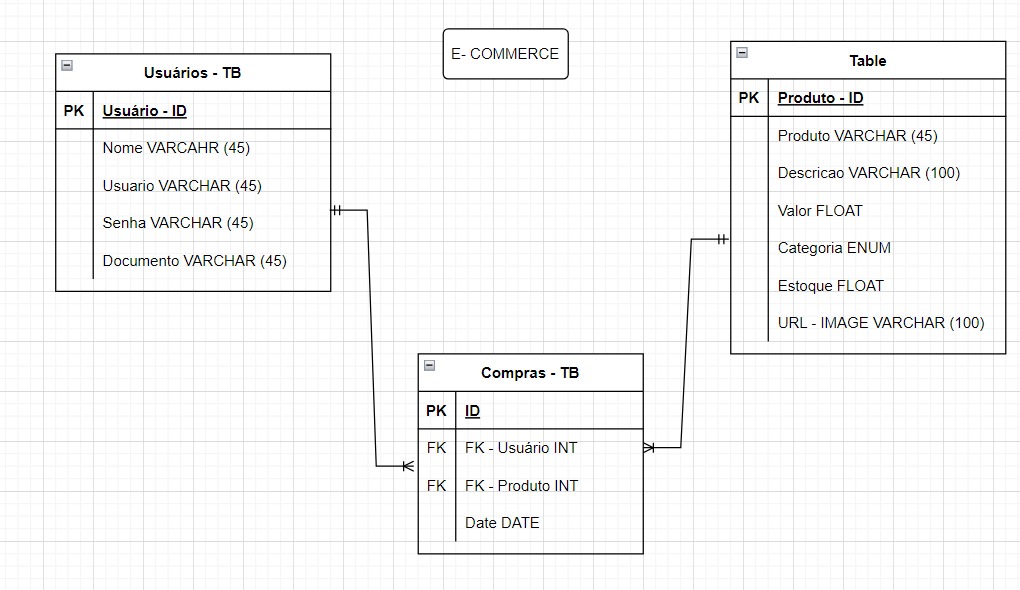 E- COMMERCE
Usuários - TB
PK Usuário - ID
Nome VARCAHR (45)
Usuario VARCHAR (45)
Senha VARCHAR (45)
Documento VARCHAR (45)
Table
PK Produto - ID
Produto VARCHAR (45)
Descricao VARCHAR (100)
Valor FLOAT
Categoria ENUM
Estoque FLOAT
URL - IMAGE VARCHAR (100)
Compras - TB
PK ID
FK FK - Usuário INT
FK FK - Produto INT
Date DATE